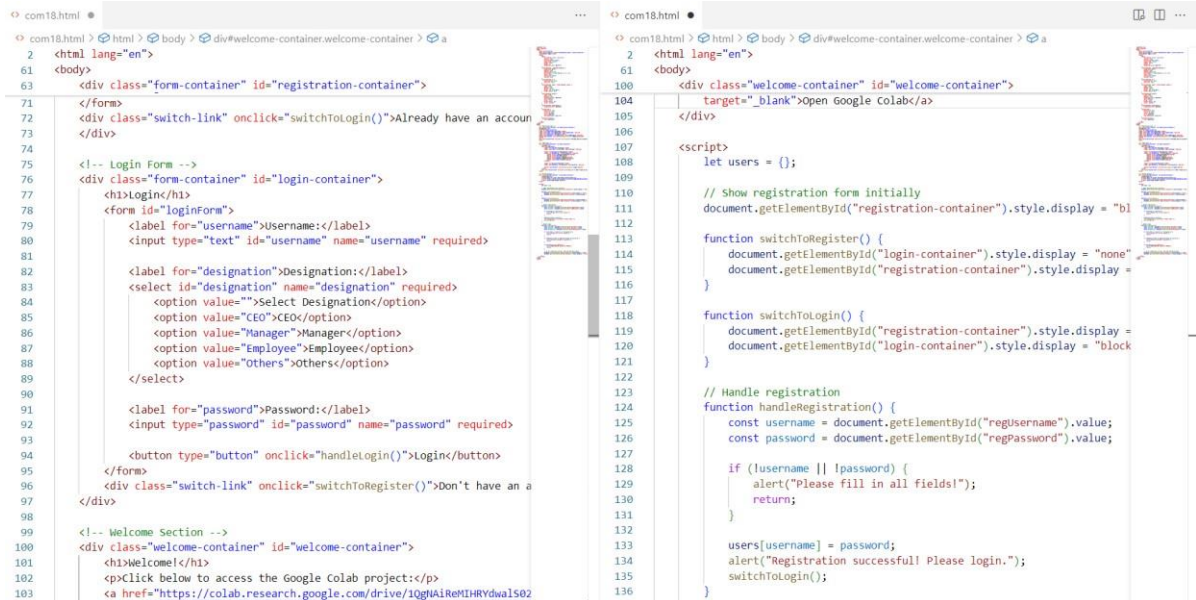 com18.html
com18.html > html > body > div#welcome-container.welcome-container > a
2 <html lang="en">
61 <body>
63 <div class="form-container" id="registration-container">
71 </form>
72 <div class="switch-link" onclick="switchToLogin()">Already have an accoun
73 </div>
74
75 <!-- Login Form -->
76 <div class="form-container" id="login-container">
77 <h1>Login</h1>
78 <form id="loginForm">
79 <label for="username">Username:</label>
80 <input type="text" id="username" name="username" required>
81
82 <label for="designation">Designation:</label>
83 <select id="designation" name="designation" required>
84 <option value="">Select Designation</option>
85 <option value="CEO">CEO</option>
86 <option value="Manager">Manager</option>
87 <option value="Employee">Employee</option>
88 <option value="Others">Others</option>
89 </select>
90
91 <label for="password">Password:</label>
92 <input type="password" id="password" name="password" required>
93
94 <button type="button" onclick="handleLogin()">Login</button>
95 </form>
96 <div class="switch-link" onclick="switchToRegister()">Don't have an a
97 </div>
98
99 <!-- Welcome Section -->
100 <div class="welcome-container" id="welcome-container">
101 <h1>Welcome!</h1>
102 <p>Click below to access the Google Colab project:</p>
103 <a href="https://colab.research.google.com/drive/
com18.html
com18.html > html > body > div#welcome-container.welcome-container > a
2 <html lang="en">
61 <body>
100 <div class="welcome-container" id="welcome-container">
104 target="_blank">Open Google Colab</a>
105 </div>
106
107 <script>
108 let users = {};
109
110 // Show registration form initially
111 document.getElementById("registration-container").style.display = "bl
112
113 function switchToRegister() {
114 document.getElementById("login-container").style.display = "none"
115 document.getElementById("registration-container").style.display =
116 }
117
118 function switchToLogin() {
119 document.getElementById("registration-container").style.display =
120 document.getElementById("login-container").style.display = "block
121 }
122
123 // Handle registration
124 function handleRegistration() {
125 const username = document.getElementById("regUsername").value;
126 const password = document.getElementById("regPassword").value;
127
128 if (!username || !password) {
129 alert("Please fill in all fields!");
130 return;
131 }
132
133 users[username] = password;
134 alert("Registration successful! Please login.");
135 switchToLogin();
136 }